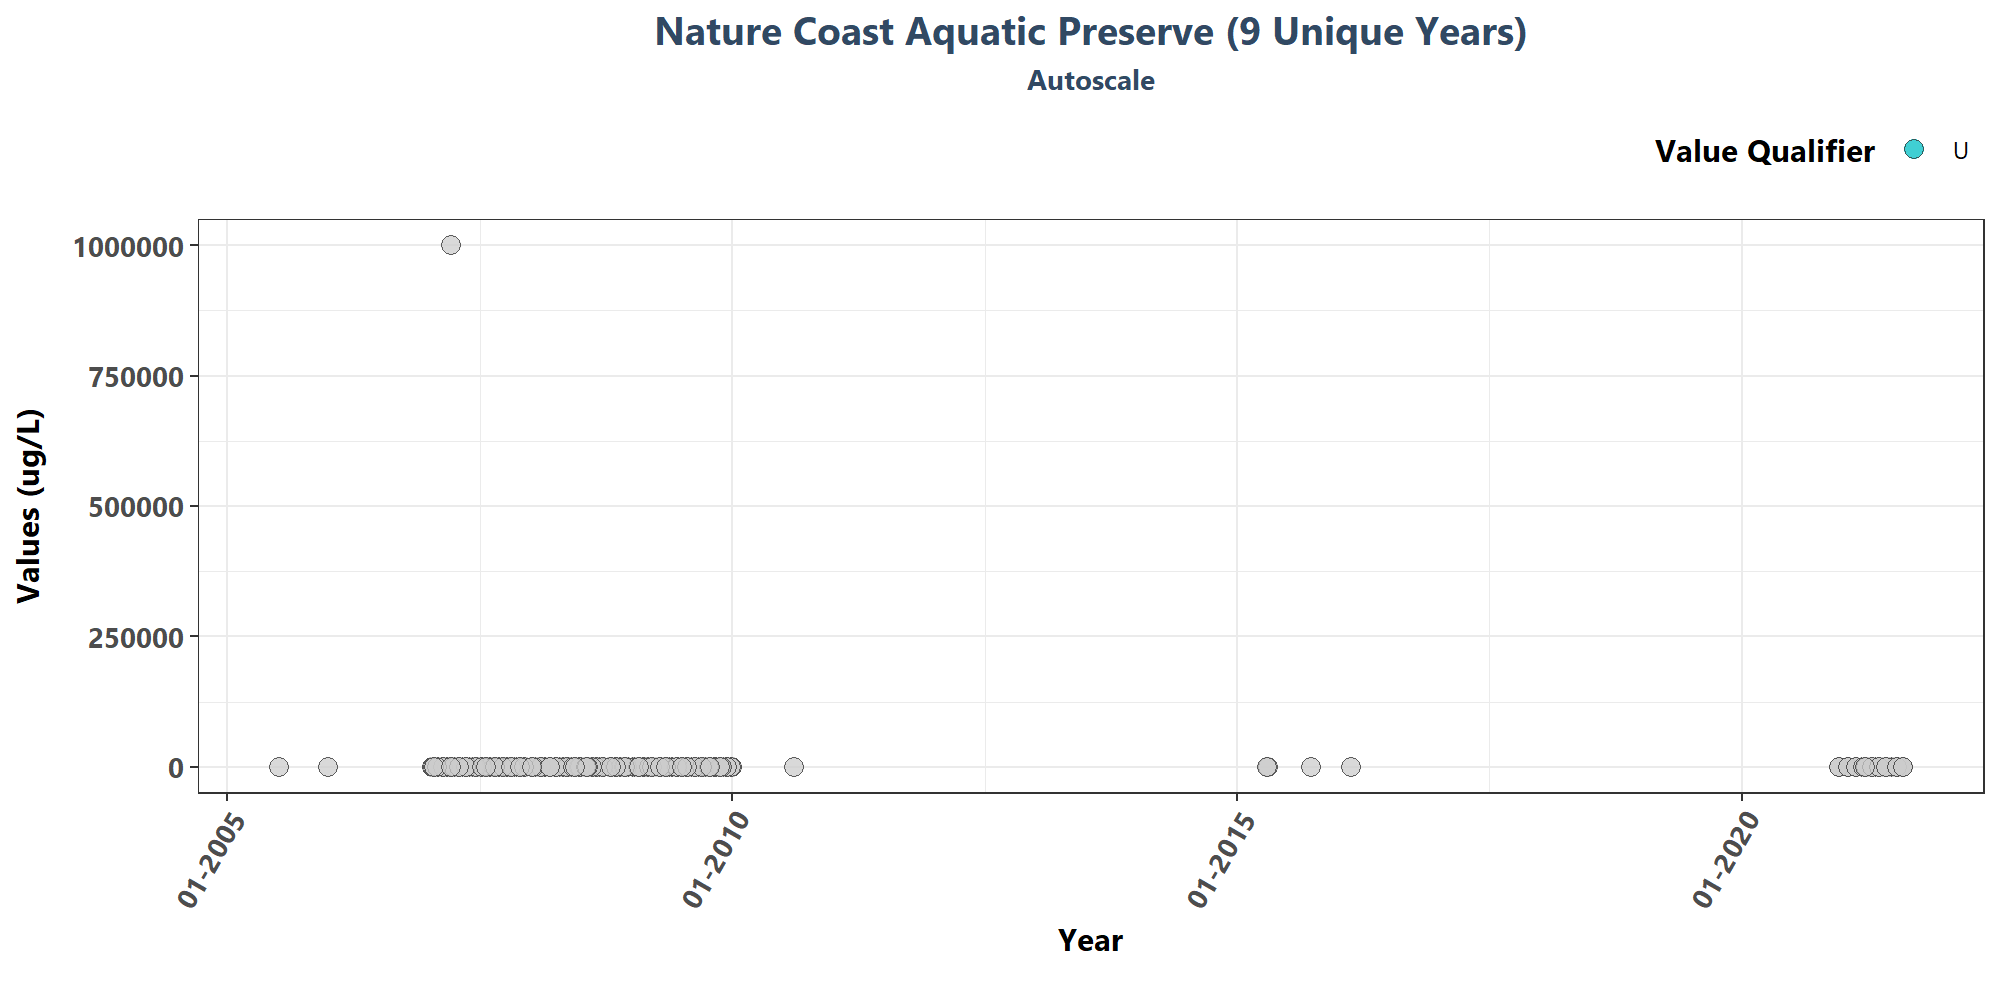 Nature Coast Aquatic Preserve (9 Unique Years)
Autoscale
Value Qualifier U
1000000
750000
500000
250000
0
Values (ug/L)
01-2005
01-2010
01-2015
01-2020
Year